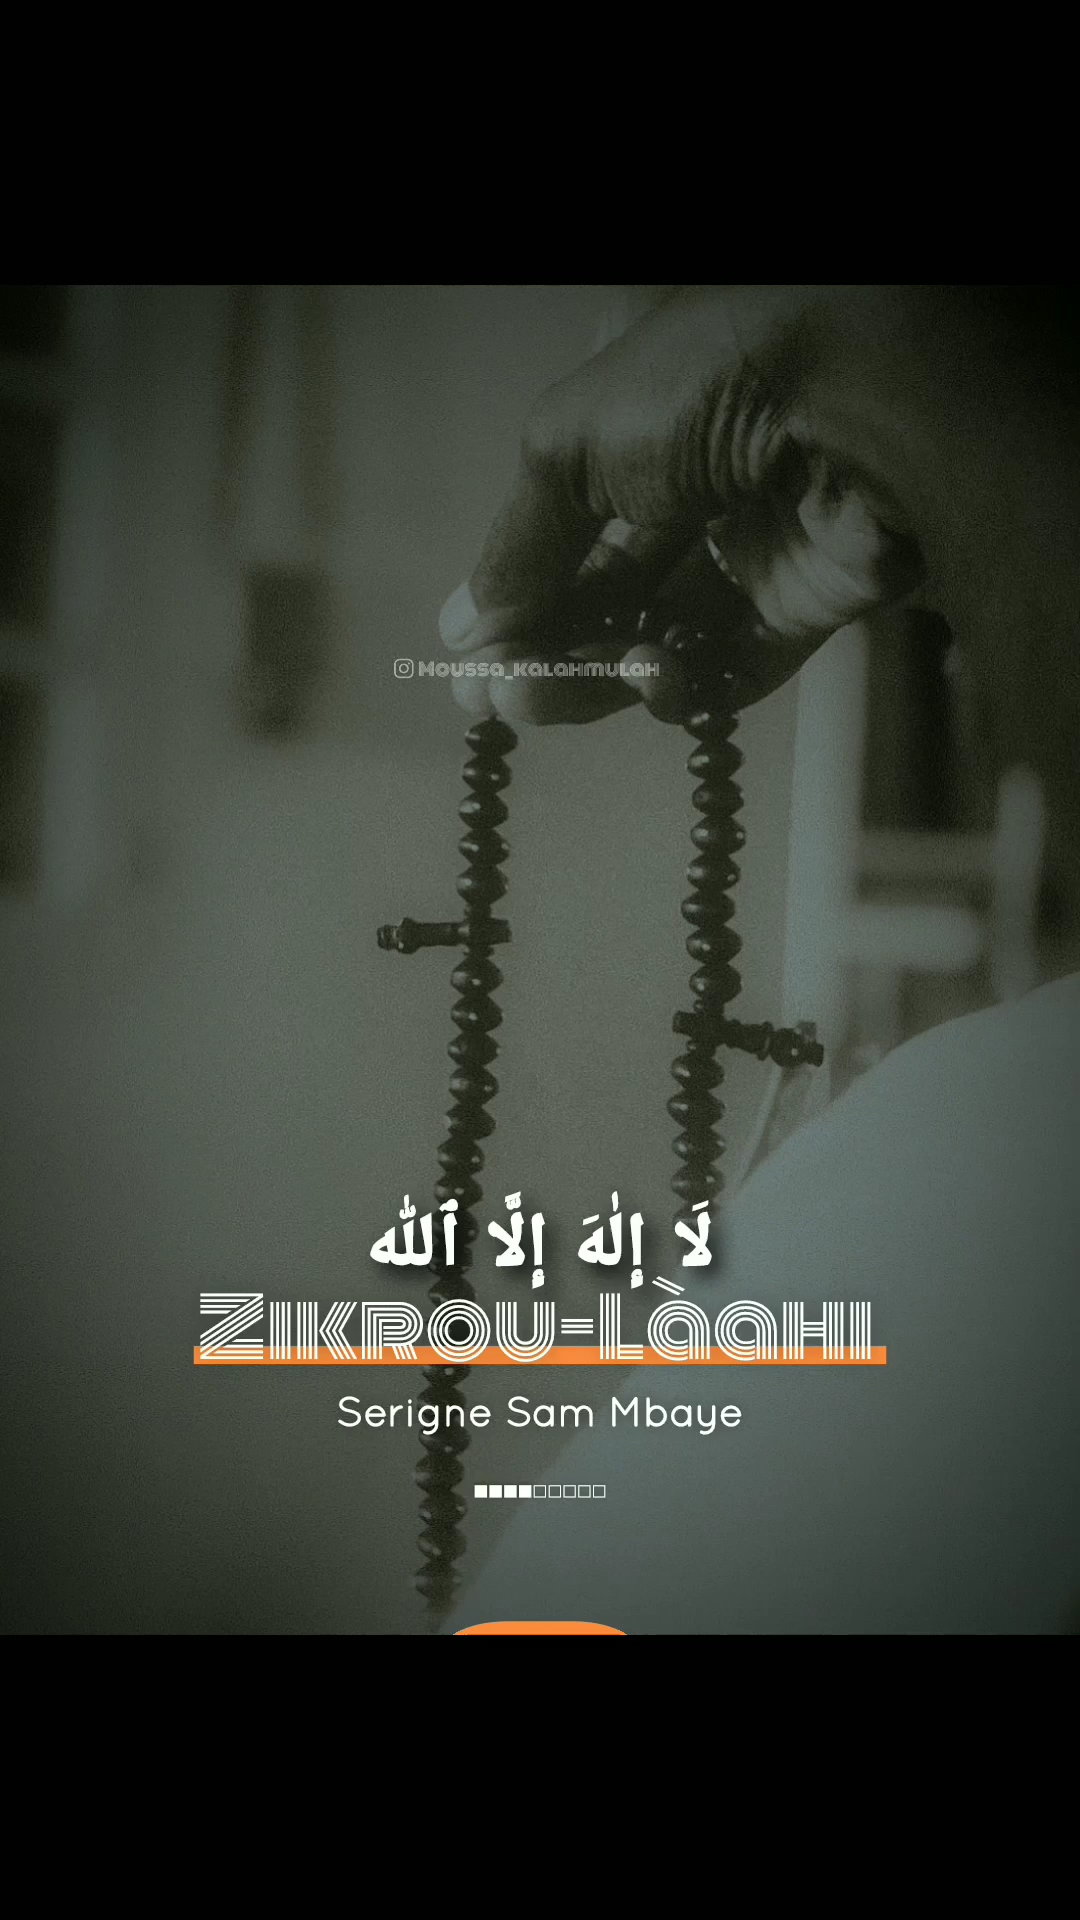 Moussa_kalahmulah
لَا إِلٰهَ إِلَّا ٱللّٰه
Zikrou-Làahi
Serigne Sam Mbaye